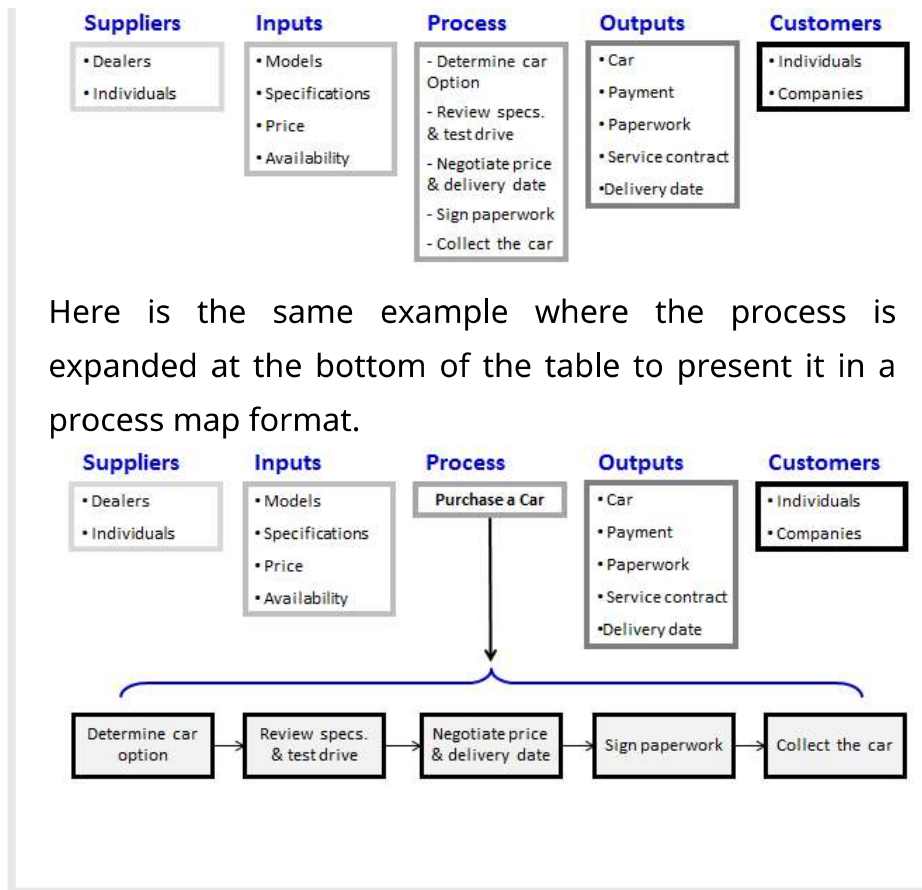 Suppliers Inputs Process Outputs Customers
• Dealers
• Individuals
• Models
• Specifications
• Price
• Availability
- Determine car
Option
- Review specs.
& test drive
- Negotiate price
& delivery date
- Sign paperwork
- Collect the car
• Car
• Payment
• Paperwork
• Service contract
•Delivery date
• Individuals
• Companies
Here is the same example where the process is
expanded at the bottom of the table to present it in a
process map format.
Suppliers Inputs Process Outputs Customers
• Dealers
• Individuals
• Models
• Specifications
• Price
• Availability
Purchase a Car
• Car
• Payment
• Paperwork
• Service contract
•Delivery date
• Individuals
• Companies
Determine car
option
Review specs.
& test drive
Negotiate price
& delivery date
Sign paperwork
Collect the car